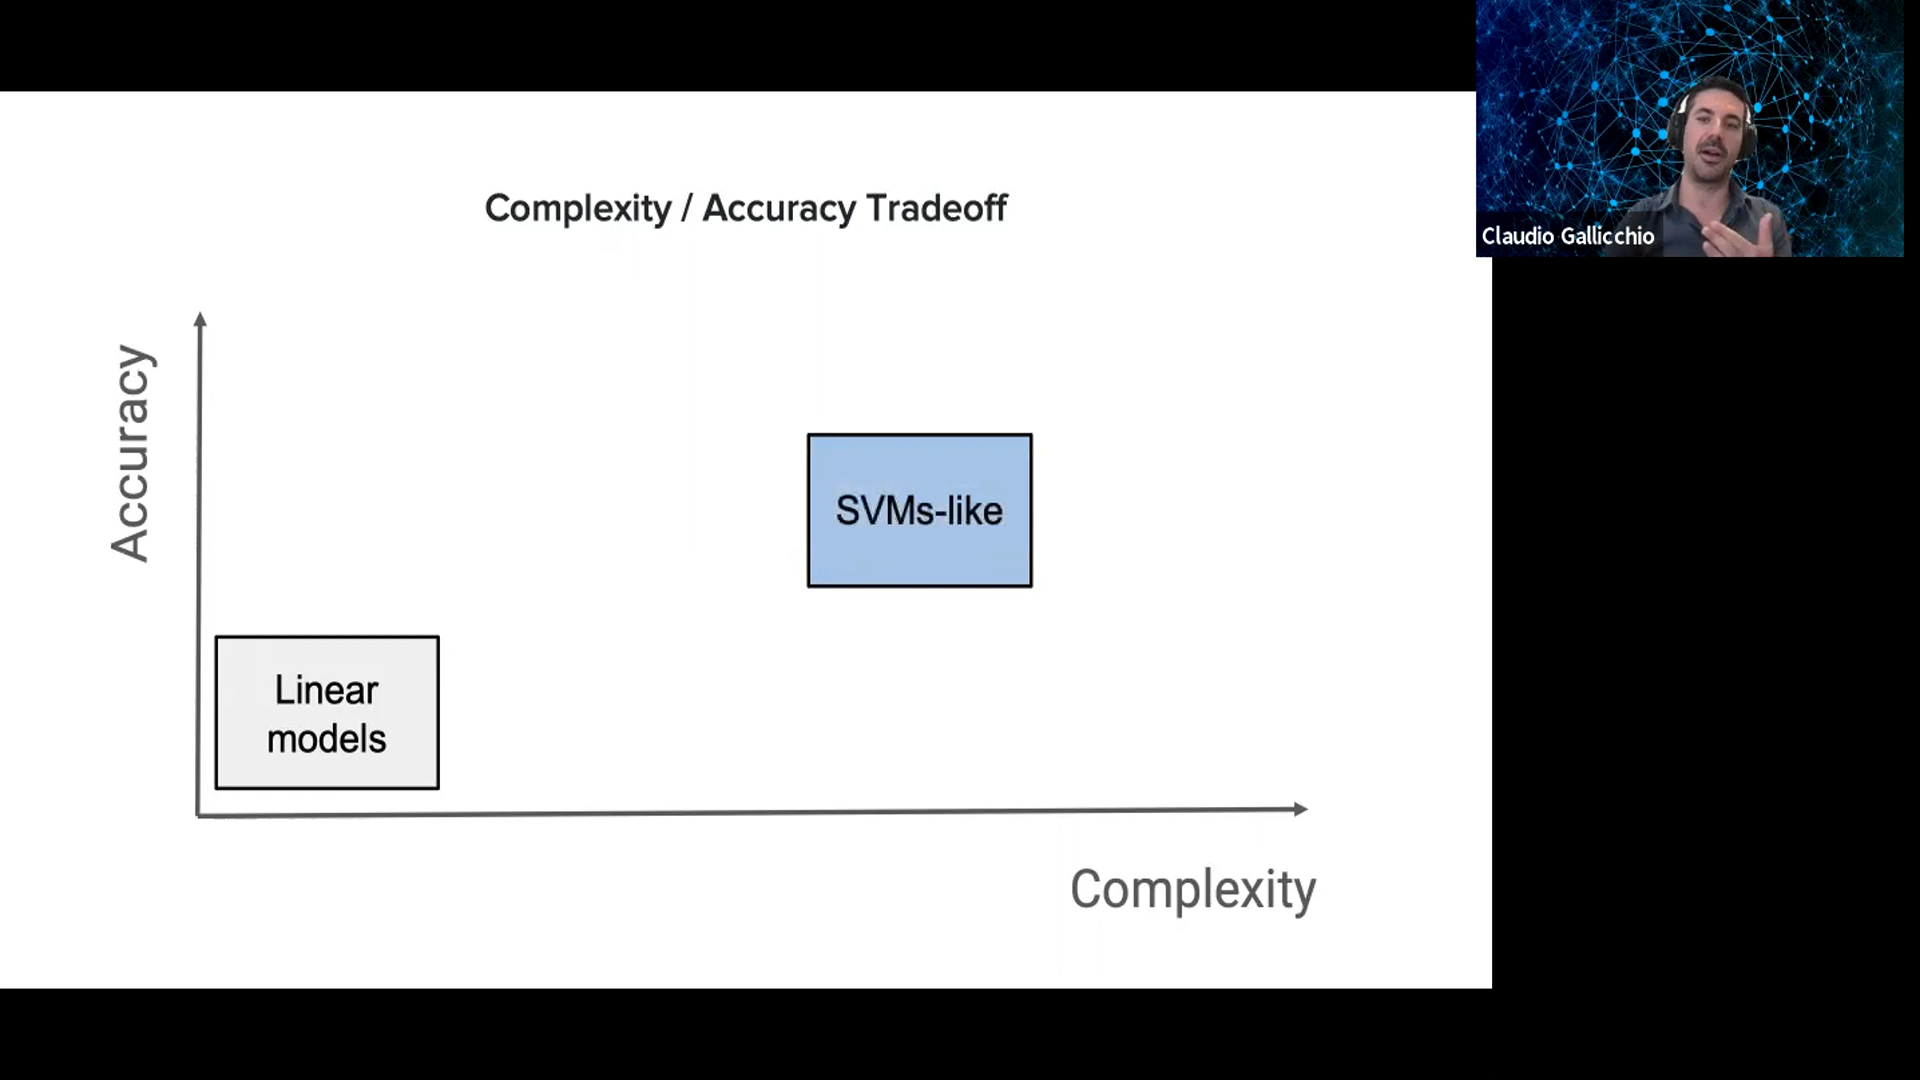 Complexity / Accuracy Tradeoff
Claudio Gallicchio
Accuracy
SVMs-like
Linear
models
Complexity